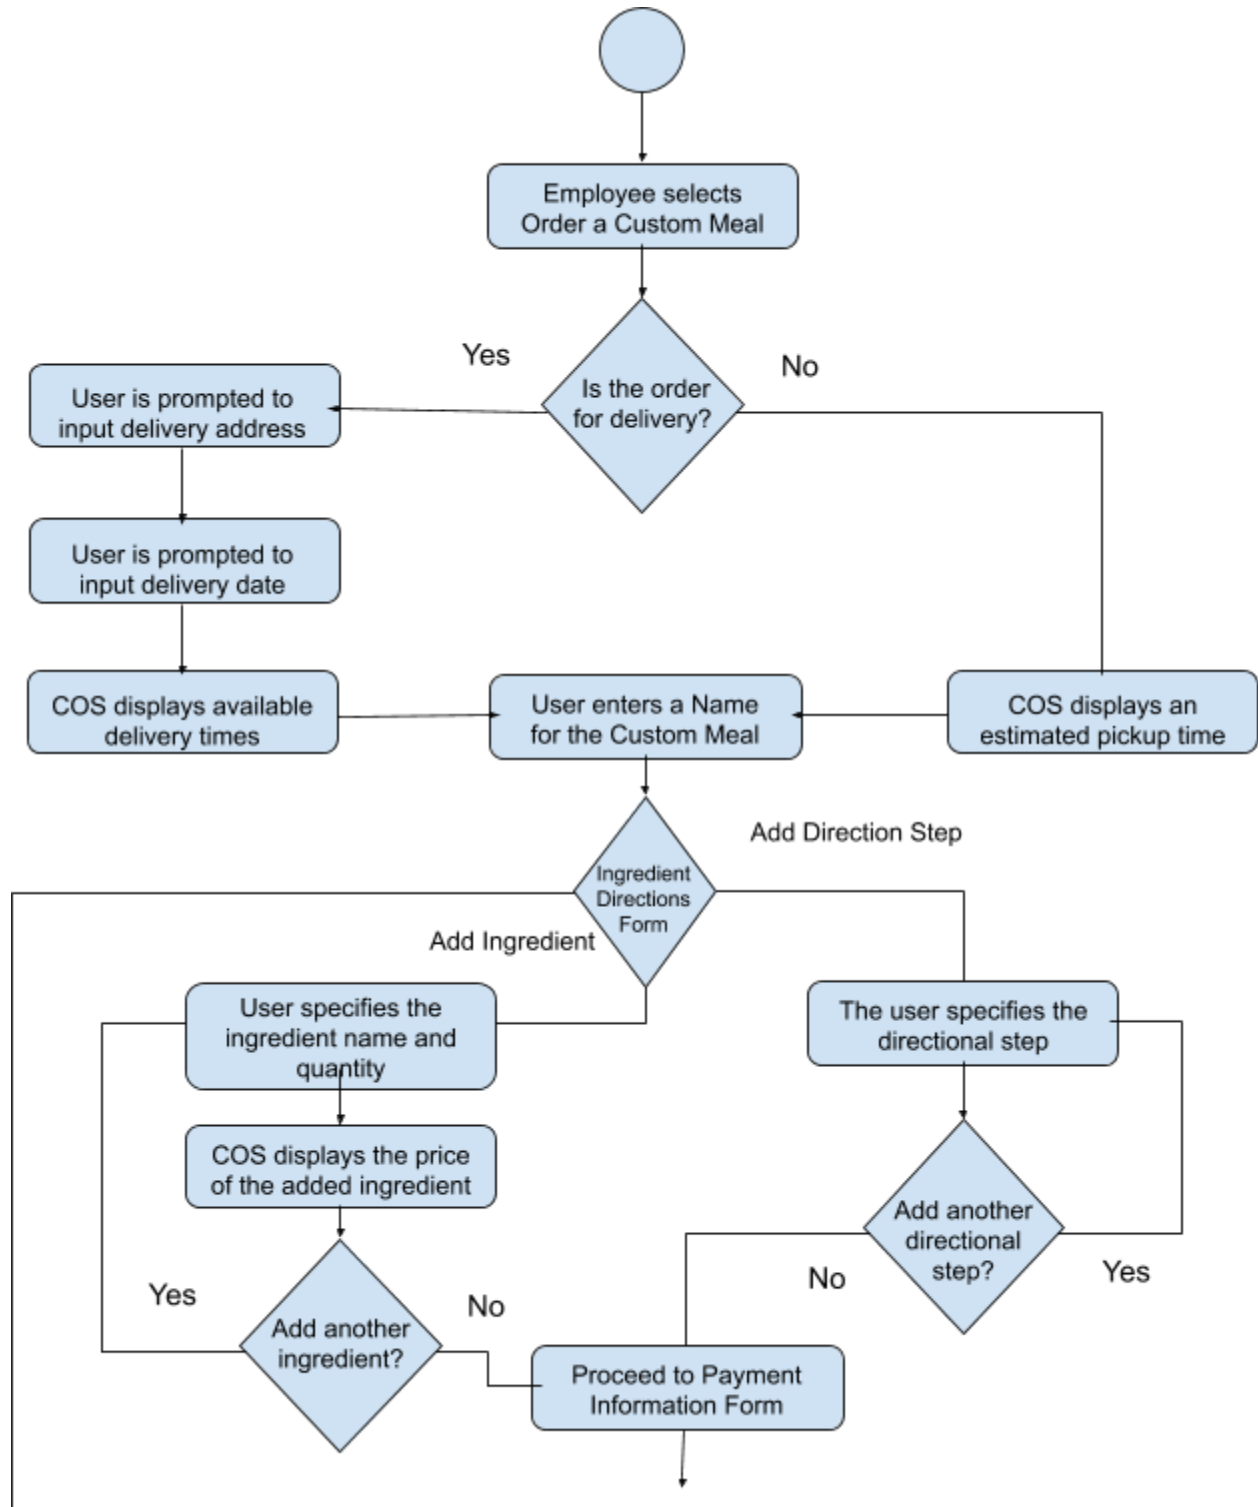 Employee selects
Order a Custom Meal
Yes
No
Is the order
for delivery?
User is prompted to
input delivery address
User is prompted to
input delivery date
COS displays available
delivery times
User enters a Name
for the Custom Meal
COS displays an
estimated pickup time
Add Direction Step
Ingredient
Directions
Form
Add Ingredient
User specifies the
ingredient name and
quantity
The user specifies the
directional step
COS displays the price
of the added ingredient
Add another
directional
step?
No
Yes
Yes
No
Add another
ingredient?
Proceed to Payment
Information Form